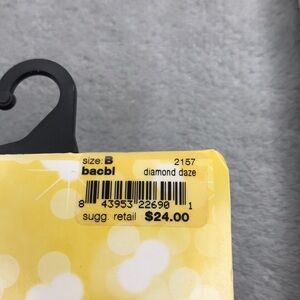 size: B 2157
bacbl diamond daze
8 43953 22690 1
sugg. retail $24.00